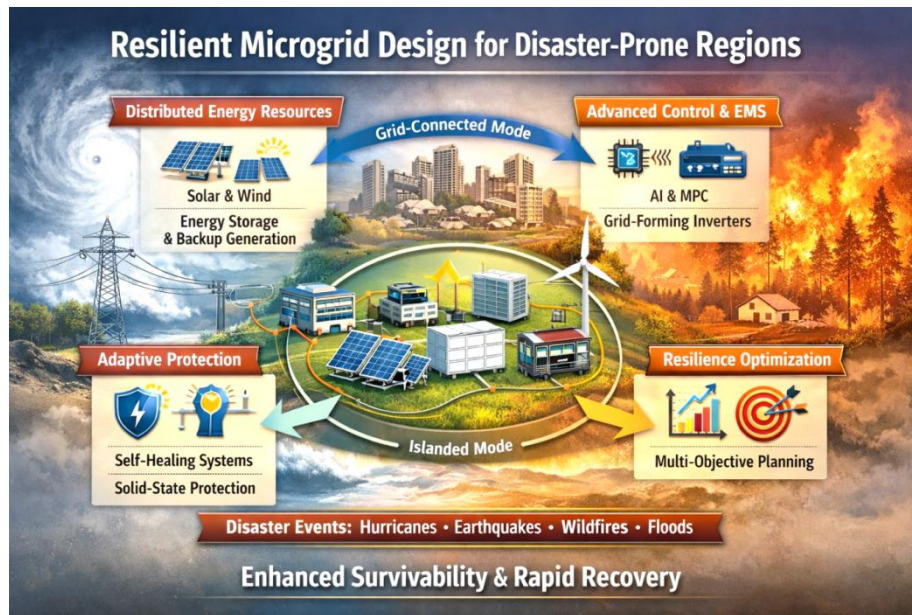 Resilient Microgrid Design for Disaster-Prone Regions
Distributed Energy Resources
Solar & Wind
Energy Storage
& Backup Generation
Grid-Connected Mode
Advanced Control & EMS
AI & MPC
Grid-Forming Inverters
Adaptive Protection
Self-Healing Systems
Solid-State Protection
Islanded Mode
Resilience Optimization
Multi-Objective Planning
Disaster Events: Hurricanes • Earthquakes • Wildfires • Floods
Enhanced Survivability & Rapid Recovery